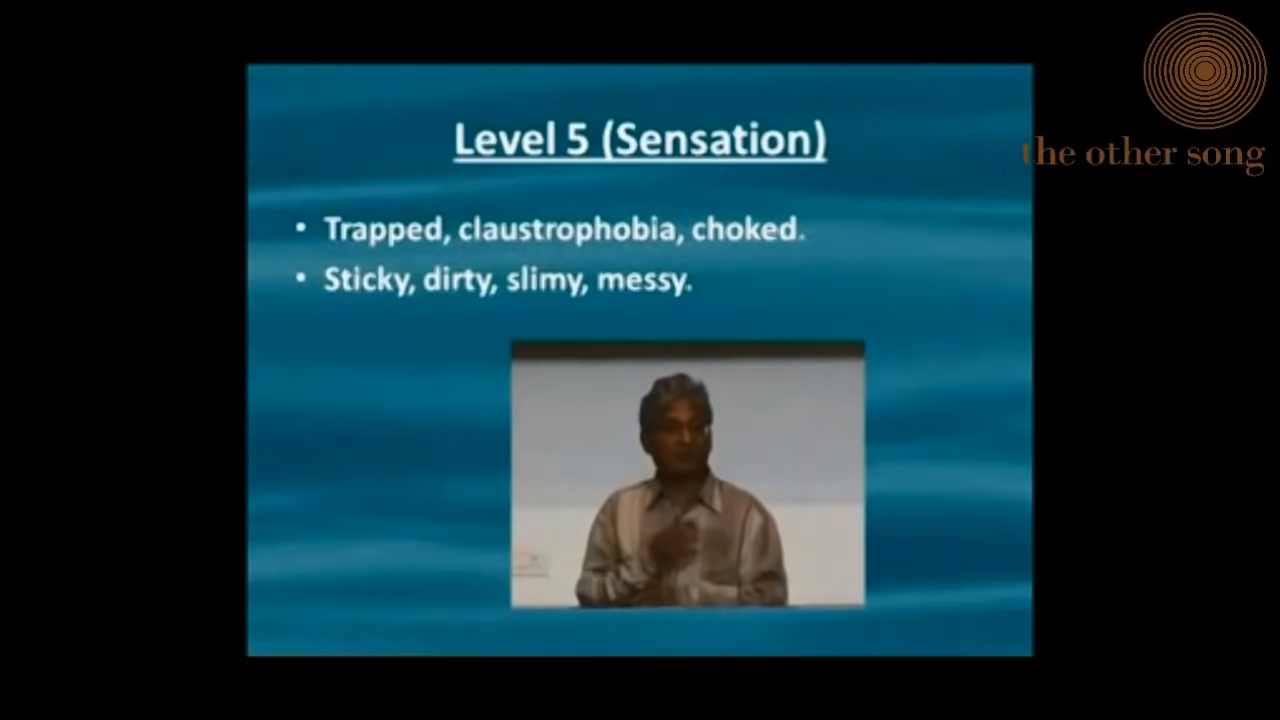 the other song
Level 5 (Sensation)
• Trapped, claustrophobia, choked.
• Sticky, dirty, slimy, messy.